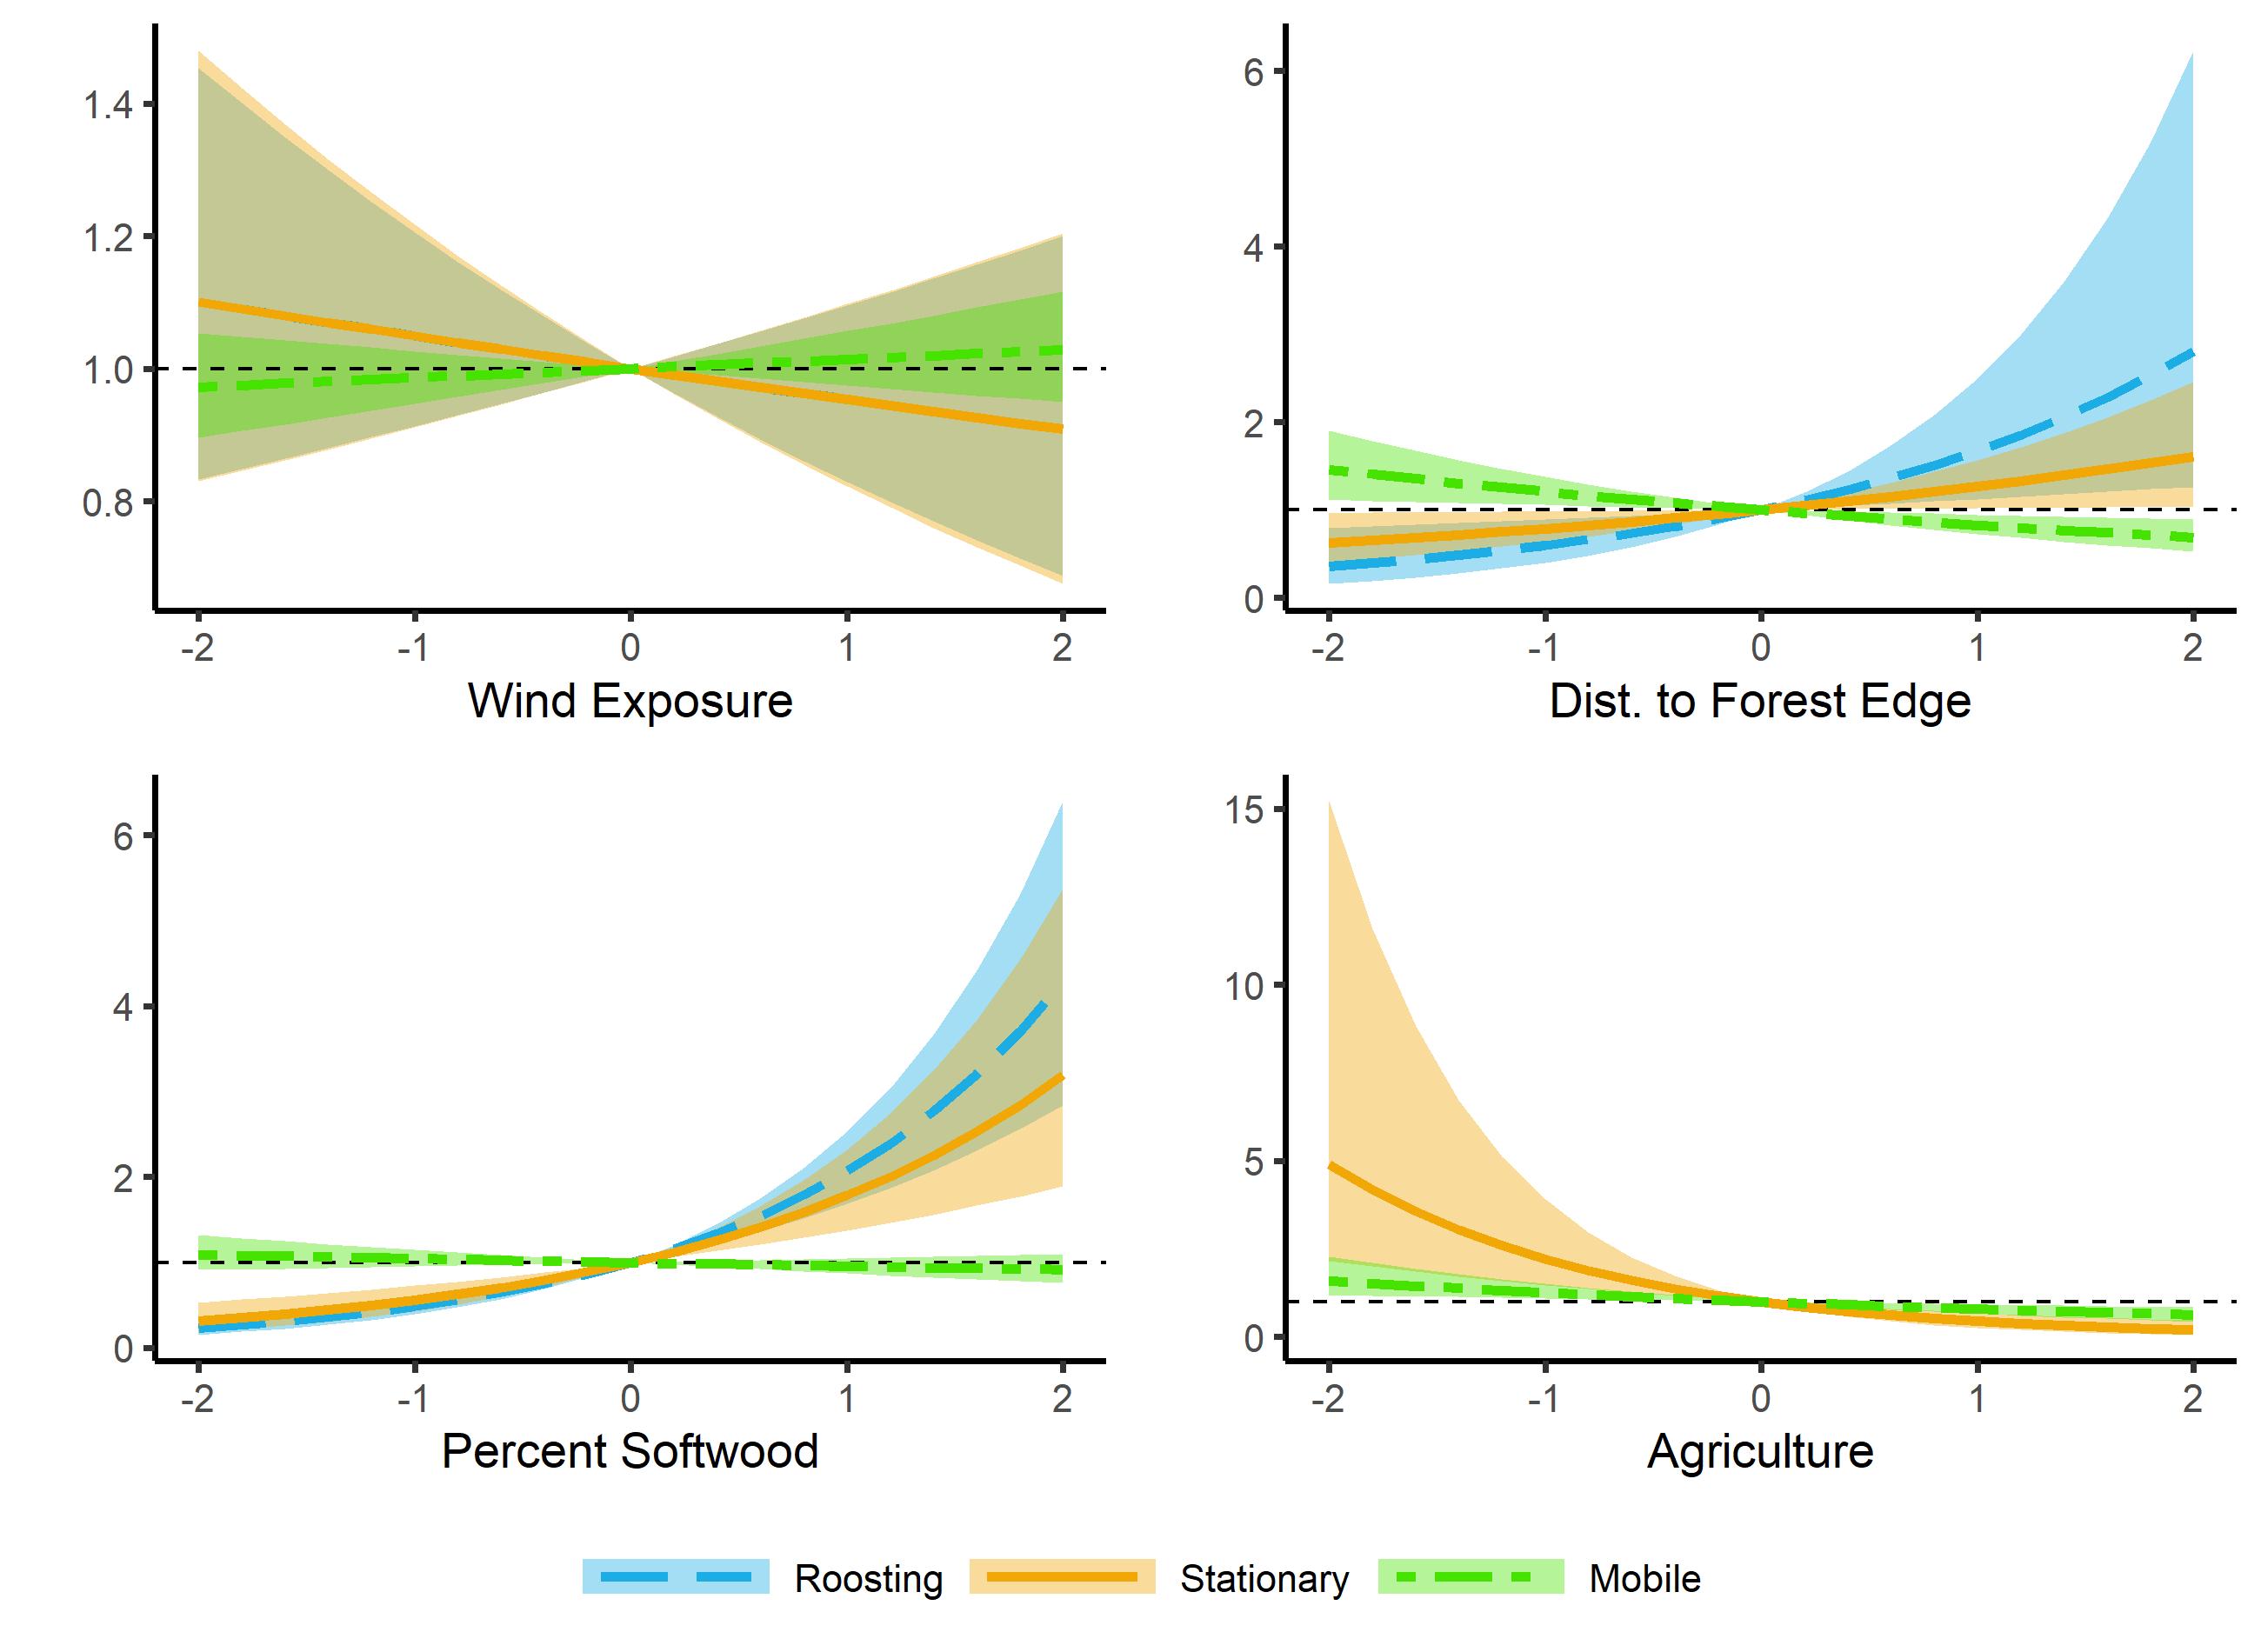 1.4
1.2
1.0
0.8
-2 -1 0 1 2
Wind Exposure
6
4
2
0
-2 -1 0 1 2
Dist. to Forest Edge
6
4
2
0
-2 -1 0 1 2
Percent Softwood
15
10
5
0
-2 -1 0 1 2
Agriculture
Roosting Stationary Mobile